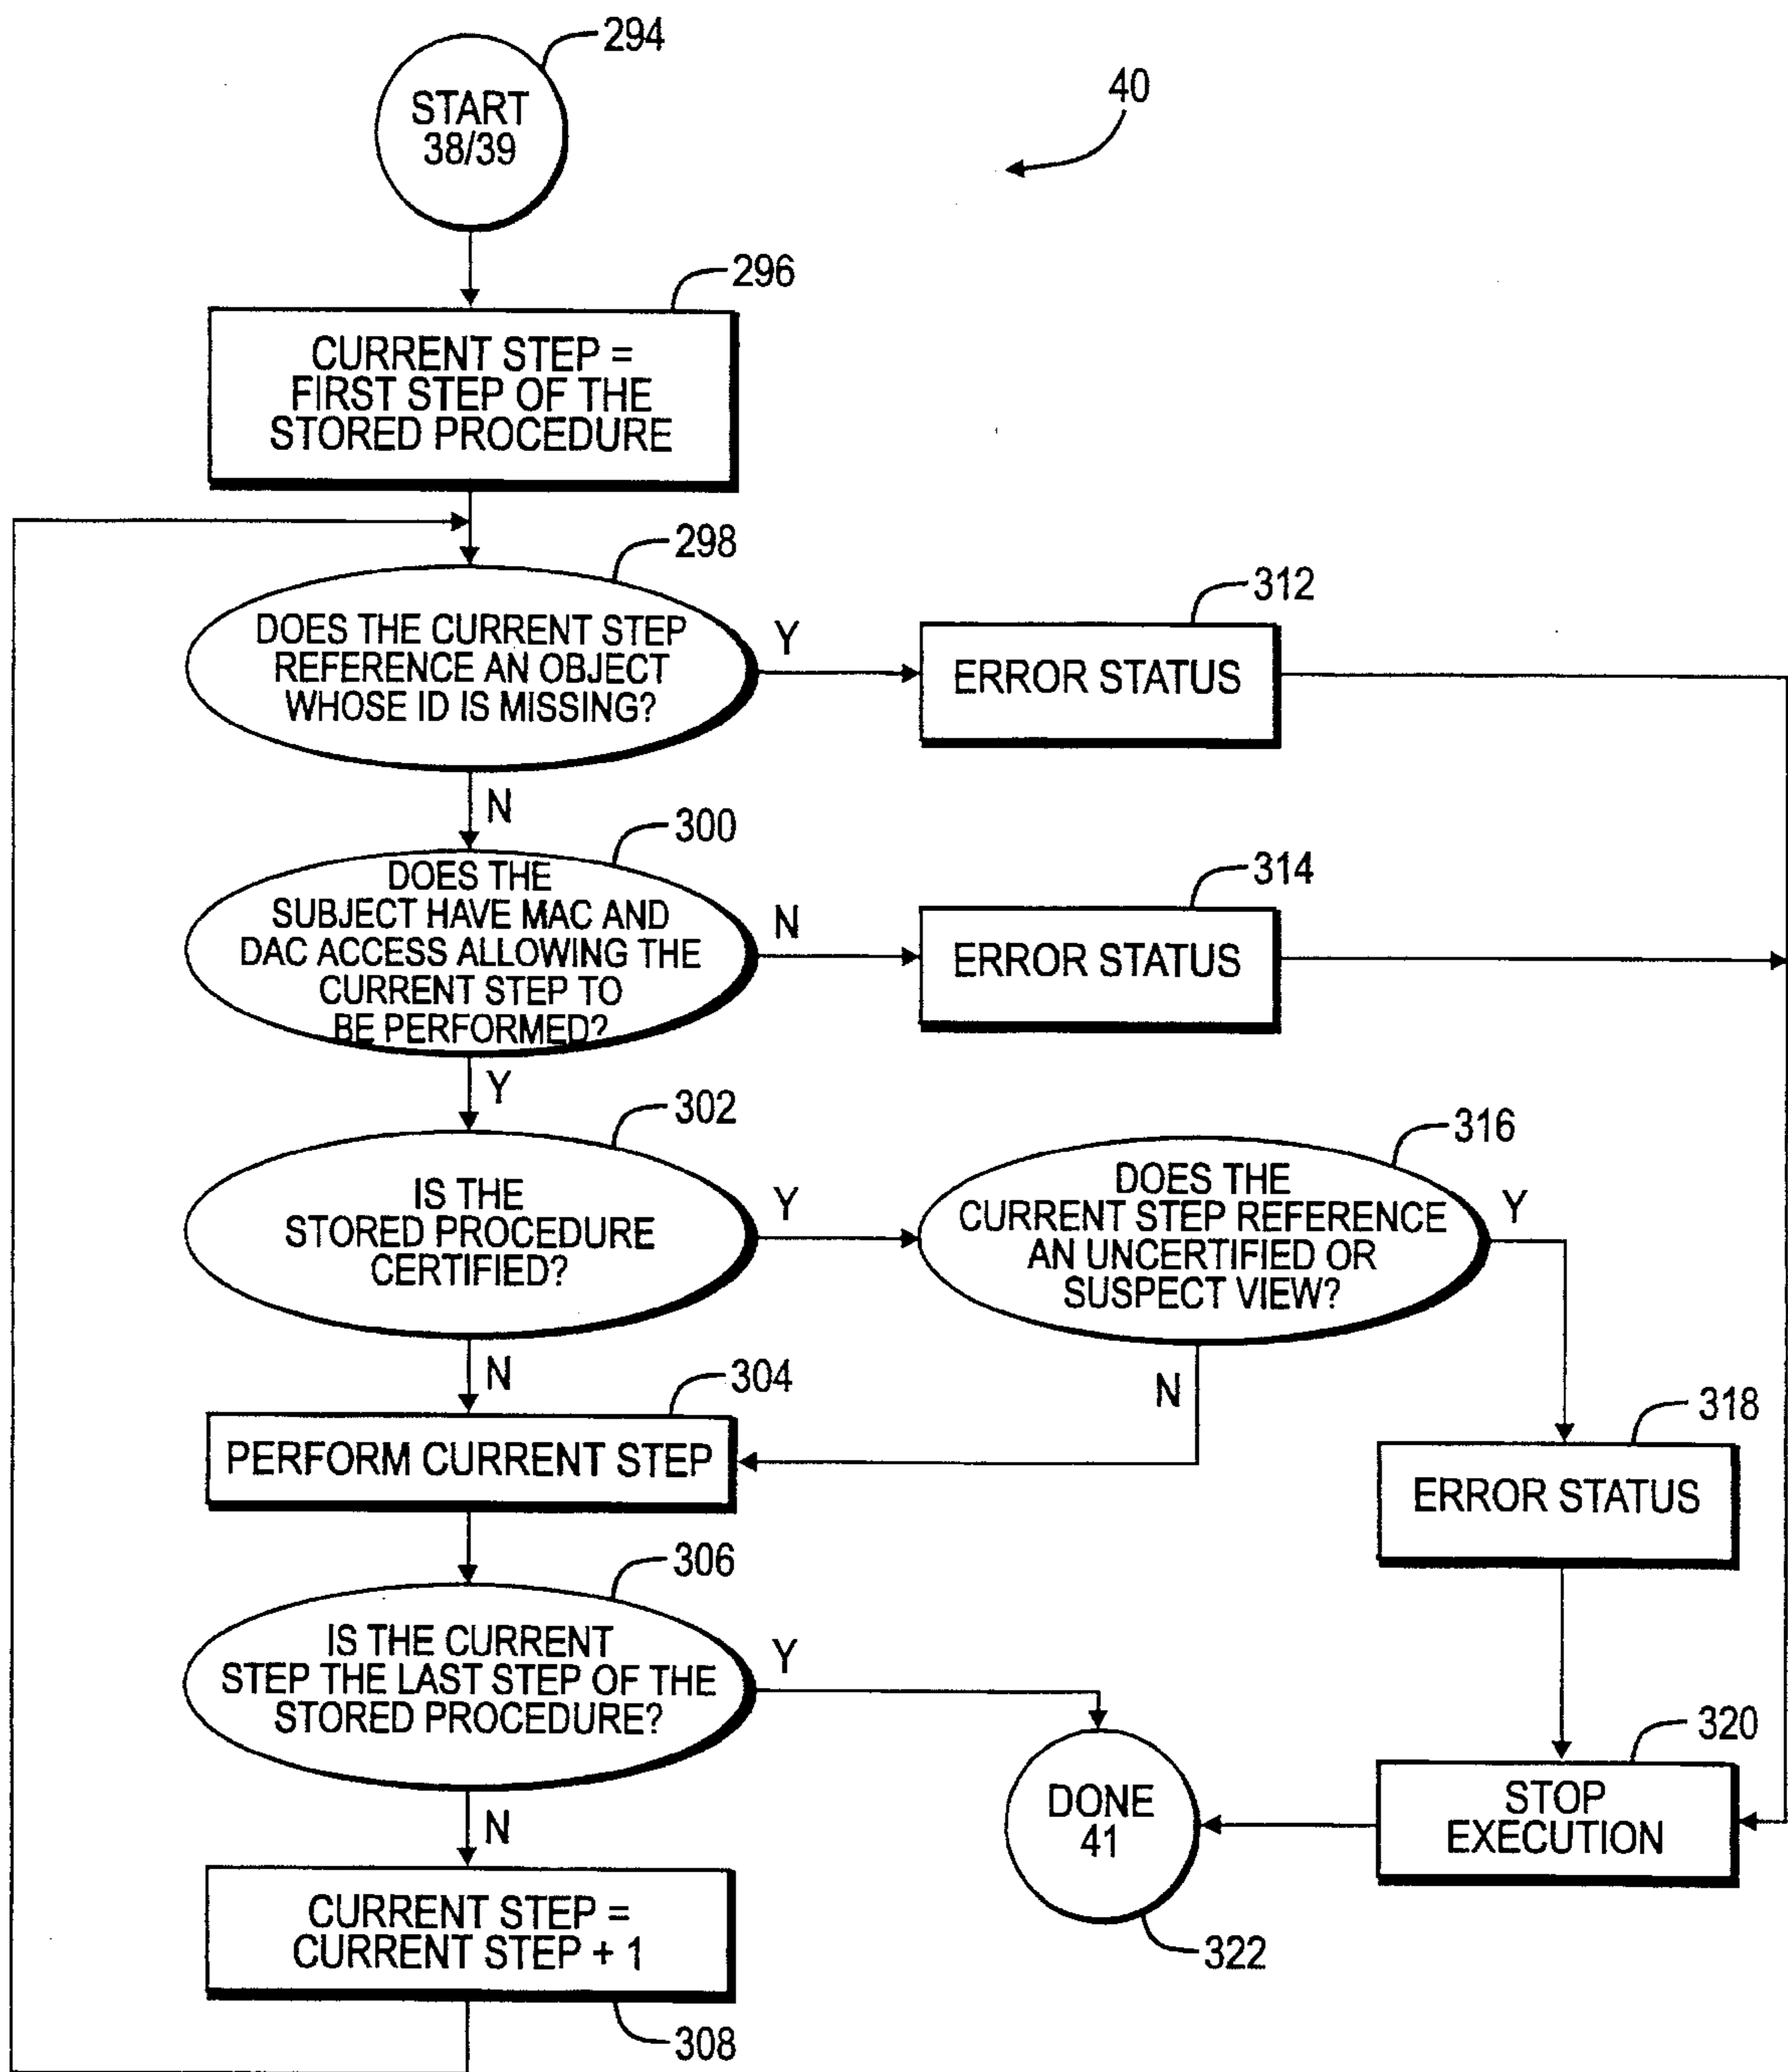 294
START
38/39
40
296
CURRENT STEP =
FIRST STEP OF THE
STORED PROCEDURE
298
DOES THE CURRENT STEP
REFERENCE AN OBJECT
WHOSE ID IS MISSING?
Y
312
ERROR STATUS
N
300
DOES THE
SUBJECT HAVE MAC AND
DAC ACCESS ALLOWING THE
CURRENT STEP TO
BE PERFORMED?
N
314
ERROR STATUS
Y
302
IS THE
STORED PROCEDURE
CERTIFIED?
Y
316
DOES THE
CURRENT STEP REFERENCE
AN UNCERTIFIED OR
SUSPECT VIEW?
Y
N
304
PERFORM CURRENT STEP
N
318
ERROR STATUS
306
IS THE CURRENT
STEP THE LAST STEP OF THE
STORED PROCEDURE?
Y
320
STOP
EXECUTION
DONE
41
322
N
CURRENT STEP =
CURRENT STEP + 1
308